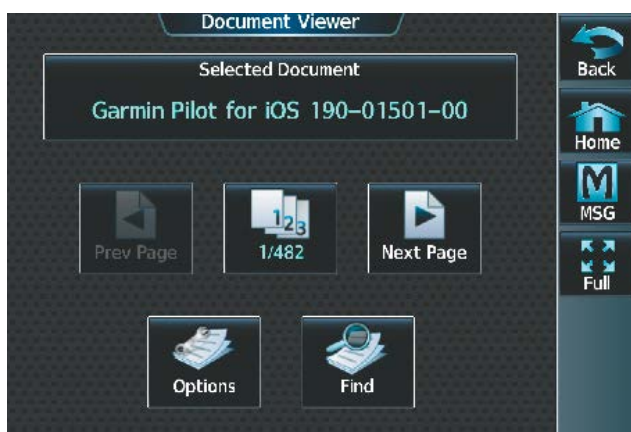 Document Viewer
Selected Document
Garmin Pilot for iOS 190-01501-00
Back
Home
MSG
Full
Prev Page
1/482
Next Page
Options
Find
123